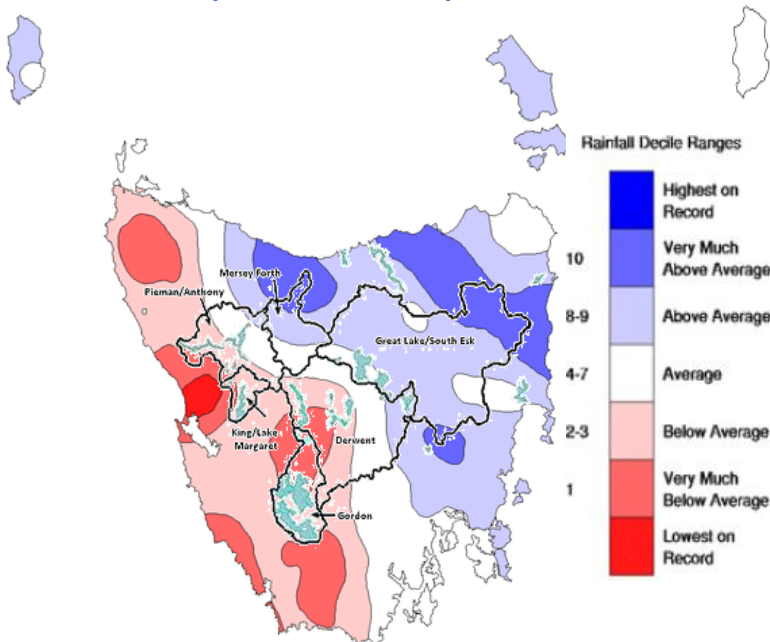 Rainfall Decile Ranges
Highest on
Record
10
Very Much
Above Average
8-9
Above Average
4-7
Average
2-3
Below Average
1
Very Much
Below Average
Lowest on
Record
Mersey Forth
Pieman/Anthony
Great Lake/South Esk
King/Lake
Margaret
Derwent
Gordon